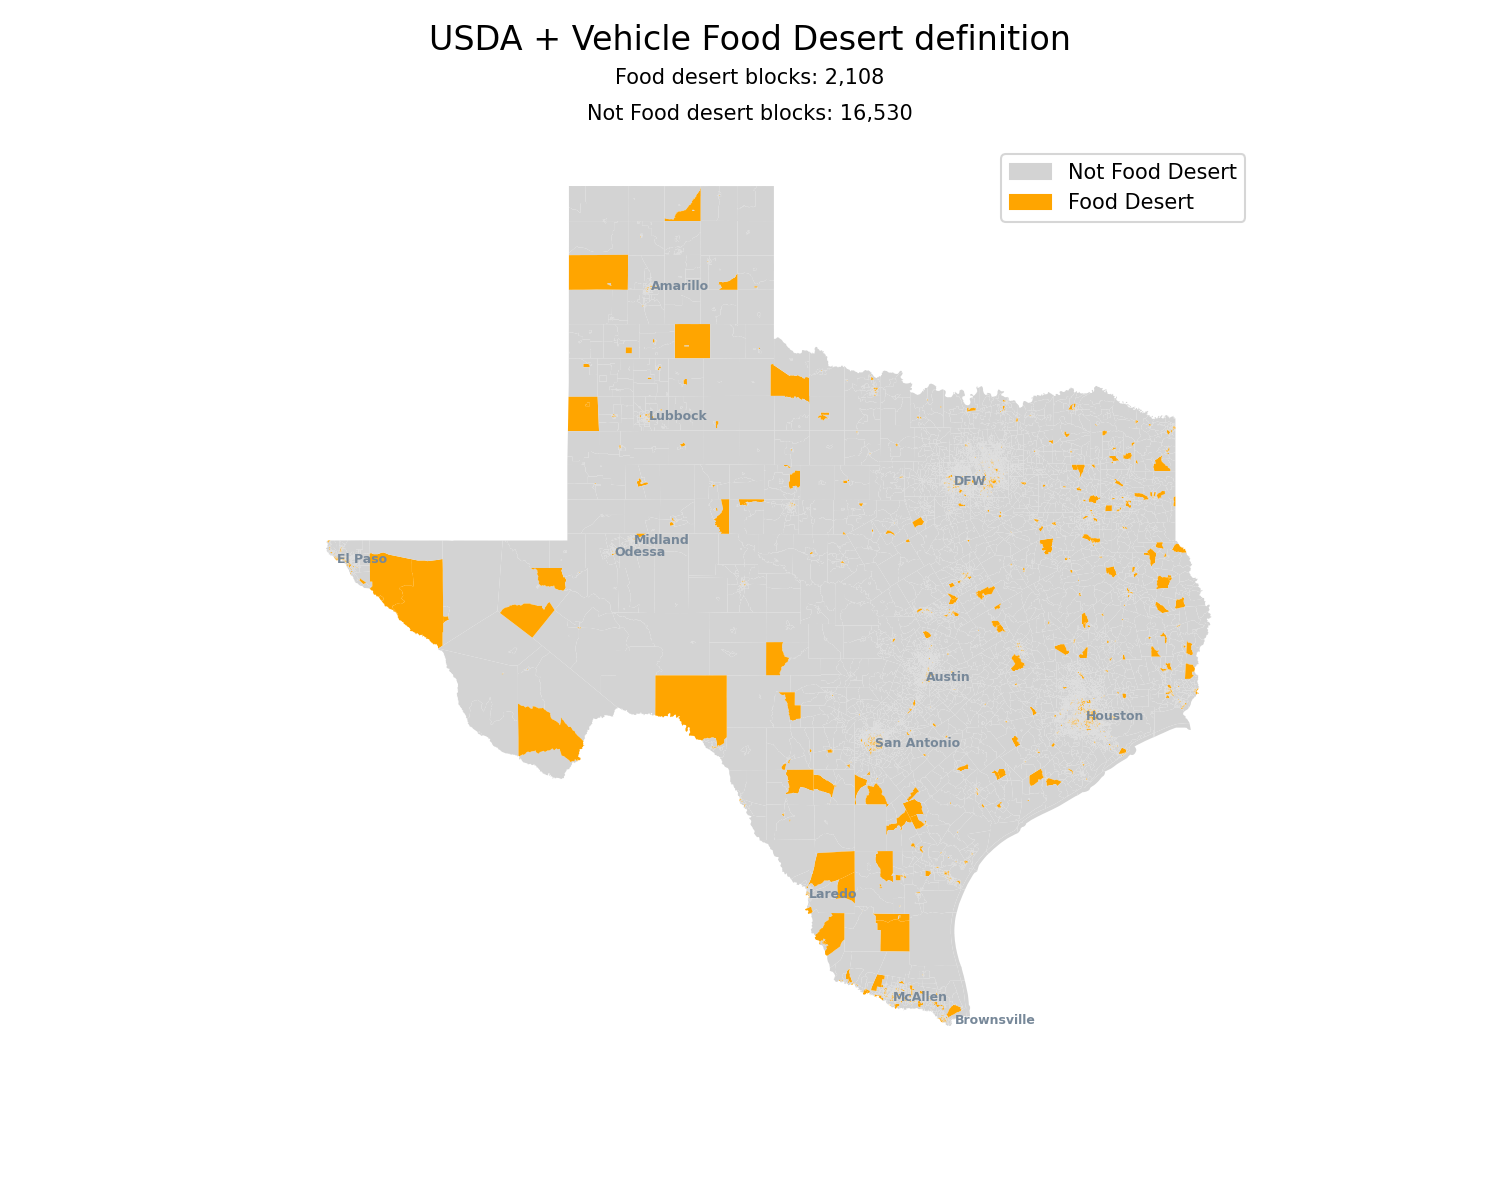 USDA + Vehicle Food Desert definition
Food desert blocks: 2,108
Not Food desert blocks: 16,530
Not Food Desert
Food Desert
Amarillo
Lubbock
DFW
Midland
Odessa
El Paso
Austin
Houston
San Antonio
Laredo
McAllen
Brownsville